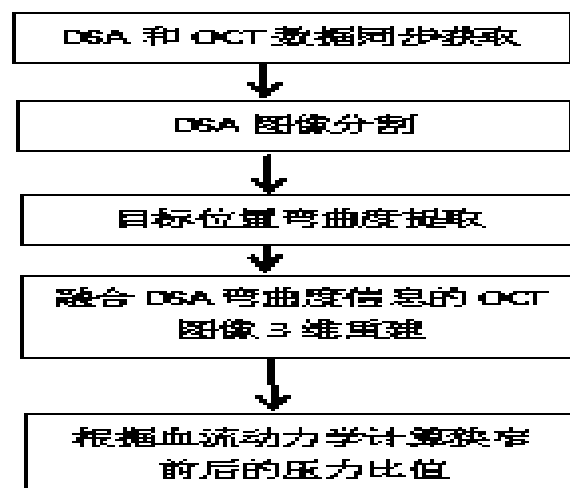 DSA 和 OCT 数据同步获取
DSA 图像分割
目标位置弯曲度提取
融合 DSA 弯曲度信息的 OCT
图像 3 维重建
根据血流动力学计算狭窄
前后的压力比值